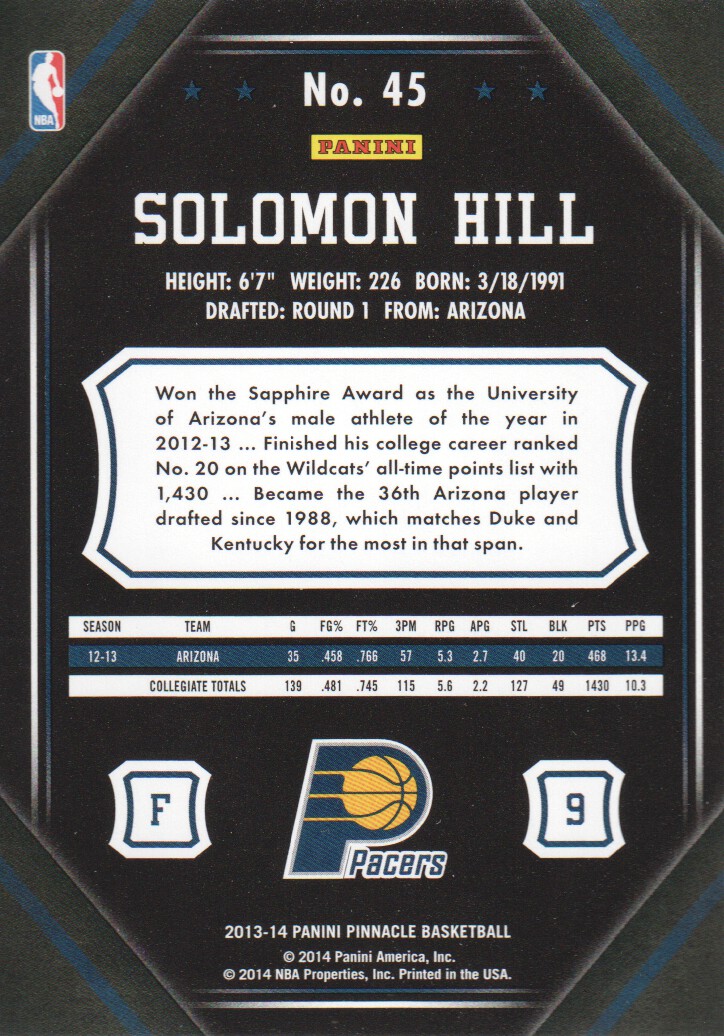 No. 45
NBA
PANINI
SOLOMON HILL
HEIGHT: 6'7" WEIGHT: 226 BORN: 3/18/1991
DRAFTED: ROUND 1 FROM: ARIZONA
Won the Sapphire Award as the University
of Arizona's male athlete of the year in
2012-13 ... Finished his college career ranked
No. 20 on the Wildcats' all-time points list with
1,430 ... Became the 36th Arizona player
drafted since 1988, which matches Duke and
Kentucky for the most in that span.
SEASON TEAM G FG% FT% 3PM RPG APG STL BLK PTS PPG
12-13 ARIZONA 35 .458 .766 57 5.3 2.7 40 20 468 13.4
COLLEGIATE TOTALS 139 .481 .745 115 5.6 2.2 127 49 1430 10.3
F
9
Pacers
2013-14 PANINI PINNACLE BASKETBALL
© 2014 Panini America, Inc.
© 2014 NBA Properties, Inc. Printed in the USA.